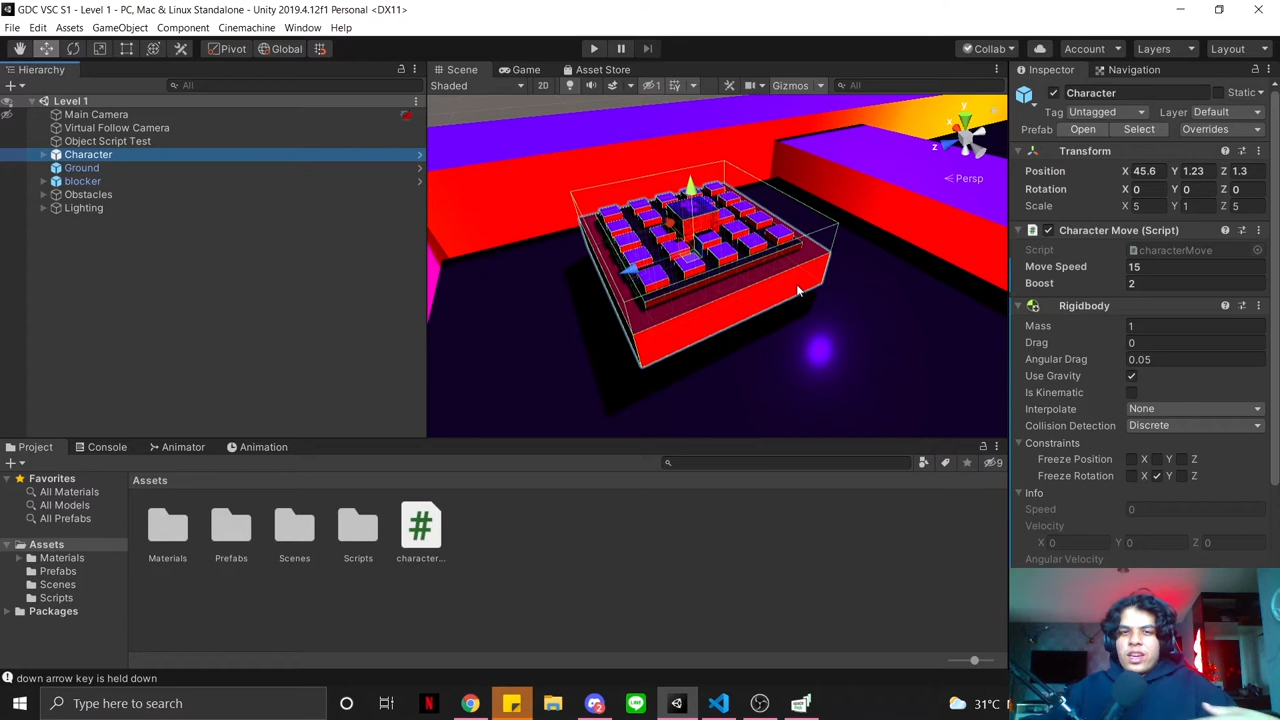 GDC VSC S1 - Level 1 - PC, Mac & Linux Standalone - Unity 2019.4.12f1 Personal <DX11>
File Edit Assets GameObject Component Cinemachine Window Help
Pivot Global Collab Account Layers Layout
Hierarchy
All
Level 1
Main Camera
Virtual Follow Camera
Object Script Test
Character
Ground
blocker
Obstacles
Lighting
Scene Game Asset Store
Shaded 2D 1 Gizmos All
y
x
z
Persp
Inspector Navigation
Character Static
Tag Untagged Layer Default
Prefab Open Select Overrides
Transform
Position X 45.6 Y 1.23 Z 1.3
Rotation X 0 Y 0 Z 0
Scale X 5 Y 1 Z 5
# Character Move (Script)
Script characterMove
Move Speed 15
Boost 2
Rigidbody
Mass 1
Drag 0
Angular Drag 0.05
Use Gravity
Is Kinematic
Interpolate None
Collision Detection Discrete
Constraints
Freeze Position X Y Z
Freeze Rotation X Y Z
Info
Speed 0
Velocity
X 0 Y 0 Z 0
Angular Velocity
Project Console Animator Animation
9
Favorites
All Materials
All Models
All Prefabs
Assets
Materials
Prefabs
Scenes
Scripts
Packages
Assets
#
Materials Prefabs Scenes Scripts character...
down arrow key is held down
Type here to search
31°C